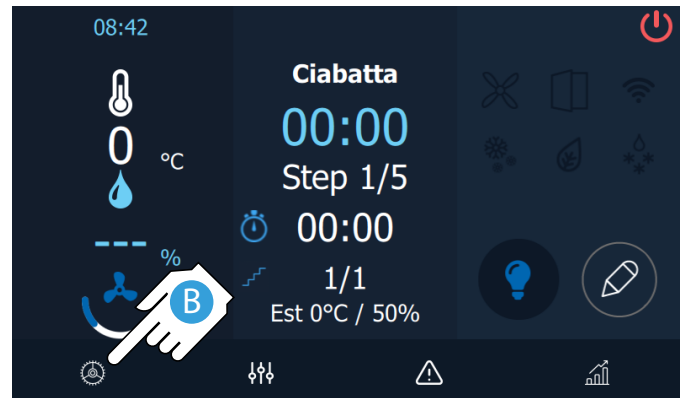 08:42
0 °C
--- %
B
Ciabatta
00:00
Step 1/5
00:00
1/1
Est 0°C / 50%